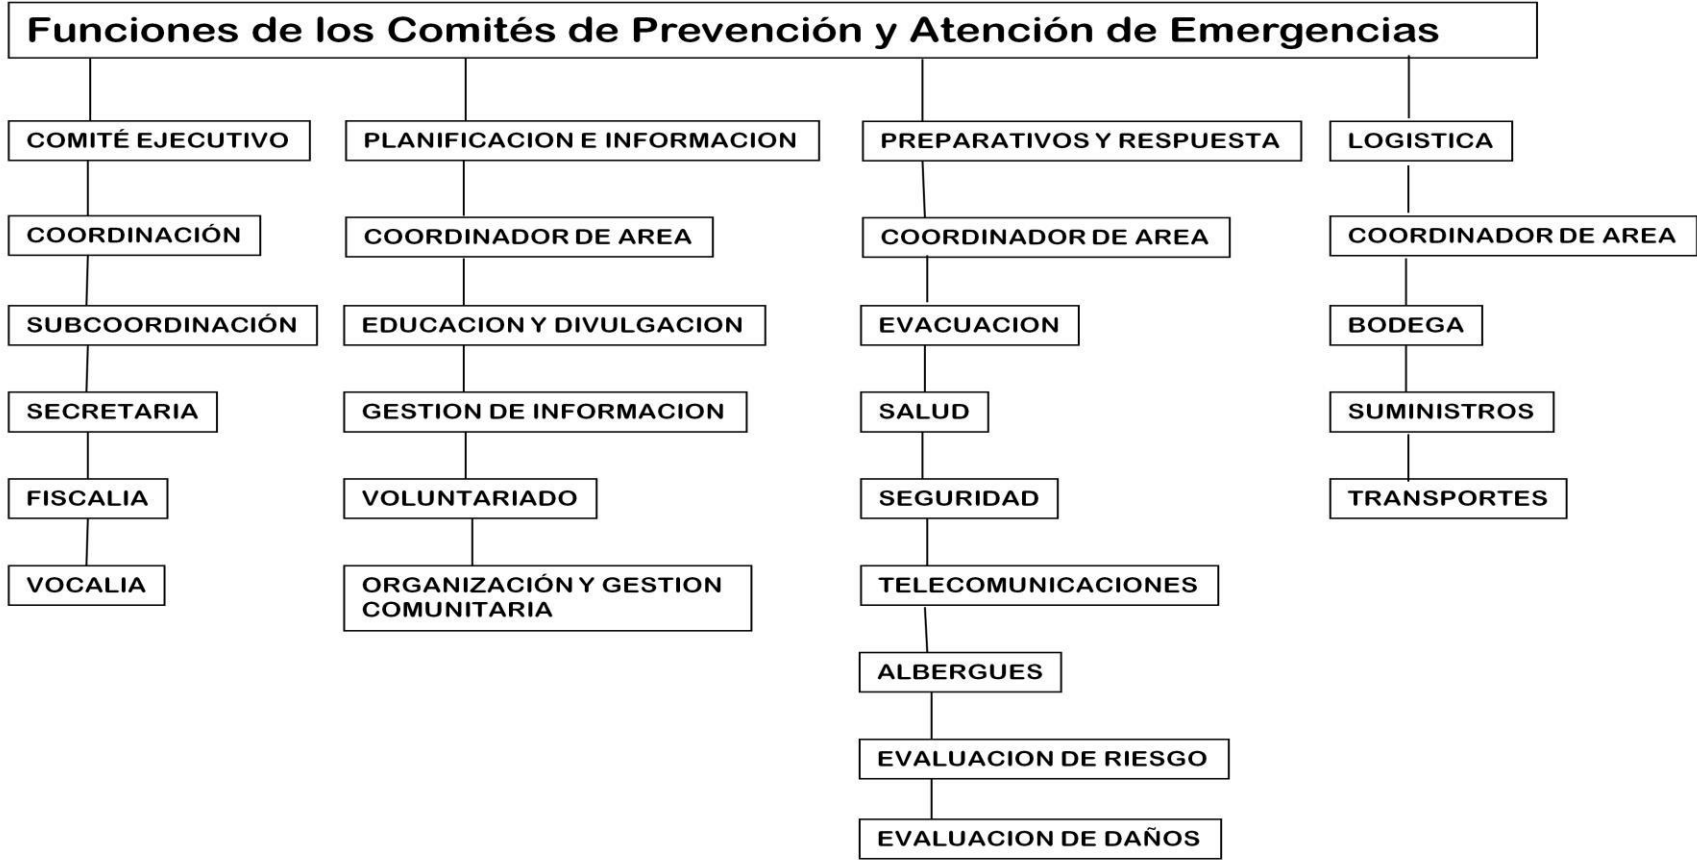 Funciones de los Comités de Prevención y Atención de Emergencias
COMITÉ EJECUTIVO
COORDINACIÓN
SUBCOORDINACIÓN
SECRETARIA
FISCALIA
VOCALIA
PLANIFICACION E INFORMACION
COORDINADOR DE AREA
EDUCACION Y DIVULGACION
GESTION DE INFORMACION
VOLUNTARIADO
ORGANIZACIÓN Y GESTION
COMUNITARIA
PREPARATIVOS Y RESPUESTA
COORDINADOR DE AREA
EVACUACION
SALUD
SEGURIDAD
TELECOMUNICACIONES
ALBERGUES
EVALUACION DE RIESGO
EVALUACION DE DAÑOS
LOGISTICA
COORDINADOR DE AREA
BODEGA
SUMINISTROS
TRANSPORTES